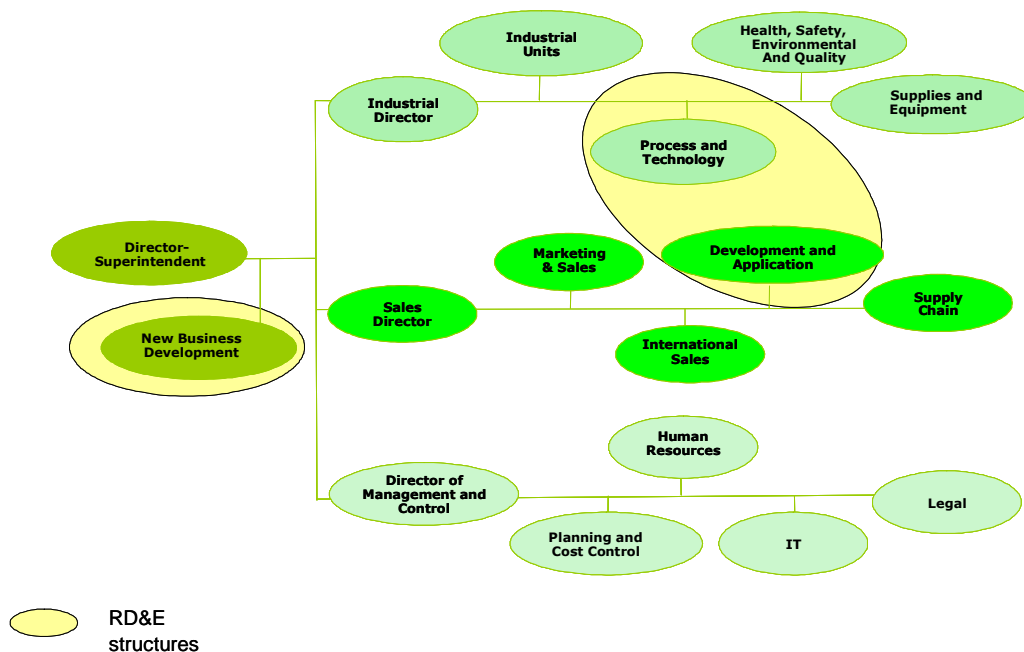 Industrial
Units
Health, Safety,
Environmental
And Quality
Industrial
Director
Supplies and
Equipment
Process and
Technology
Director-
Superintendent
Marketing
& Sales
Development and
Application
New Business
Development
Sales
Director
Supply
Chain
International
Sales
Human
Resources
Director of
Management and
Control
Legal
Planning and
Cost Control
IT
RD&E
structures